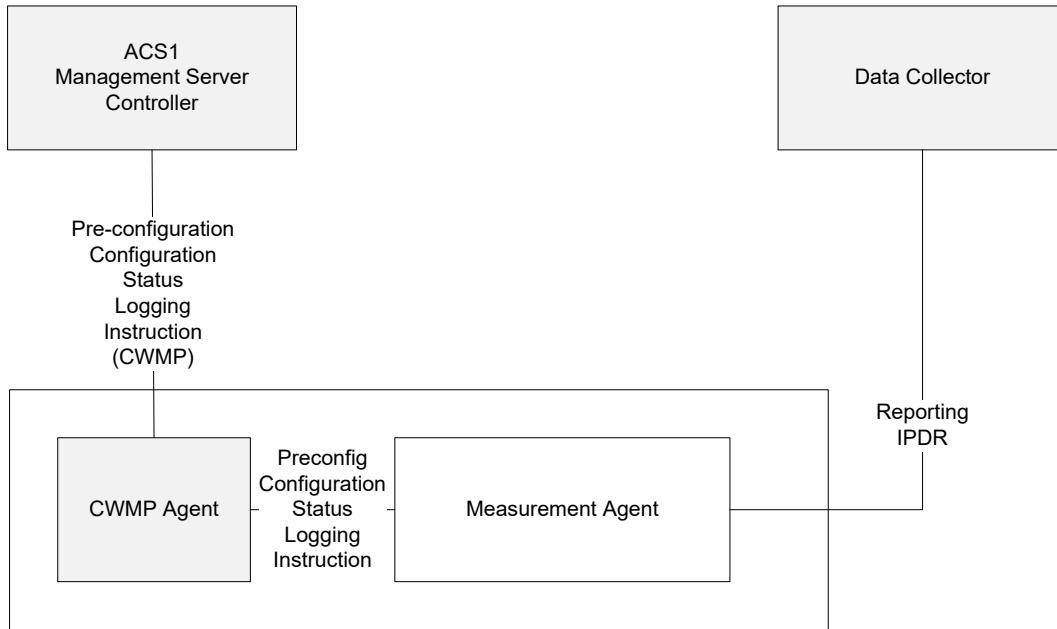 ACS1
Management Server
Controller
Data Collector
Pre-configuration
Configuration
Status
Logging
Instruction
(CWMP)
Reporting
IPDR
CWMP Agent
Preconfig
Configuration
Status
Logging
Instruction
Measurement Agent